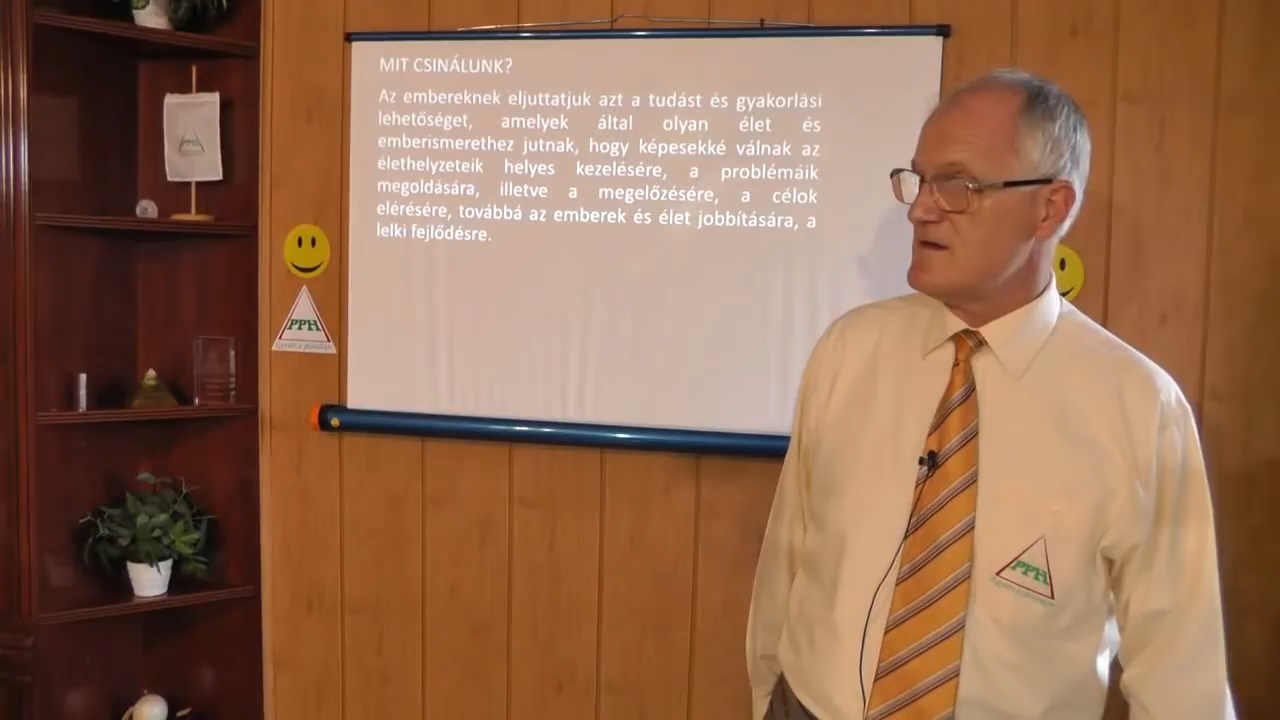 MIT CSINÁLUNK?
Az embereknek eljuttatjuk azt a tudást és gyakorlási
lehetőséget, amelyek által olyan élet és
emberismerethez jutnak, hogy képesekké válnak az
élethelyzeteik helyes kezelésére, a problémáik
megoldására, illetve a megelőzésére, a célok
elérésére, továbbá az emberek és élet jobbítására, a
lelki fejlődésre.
PPH
PPH